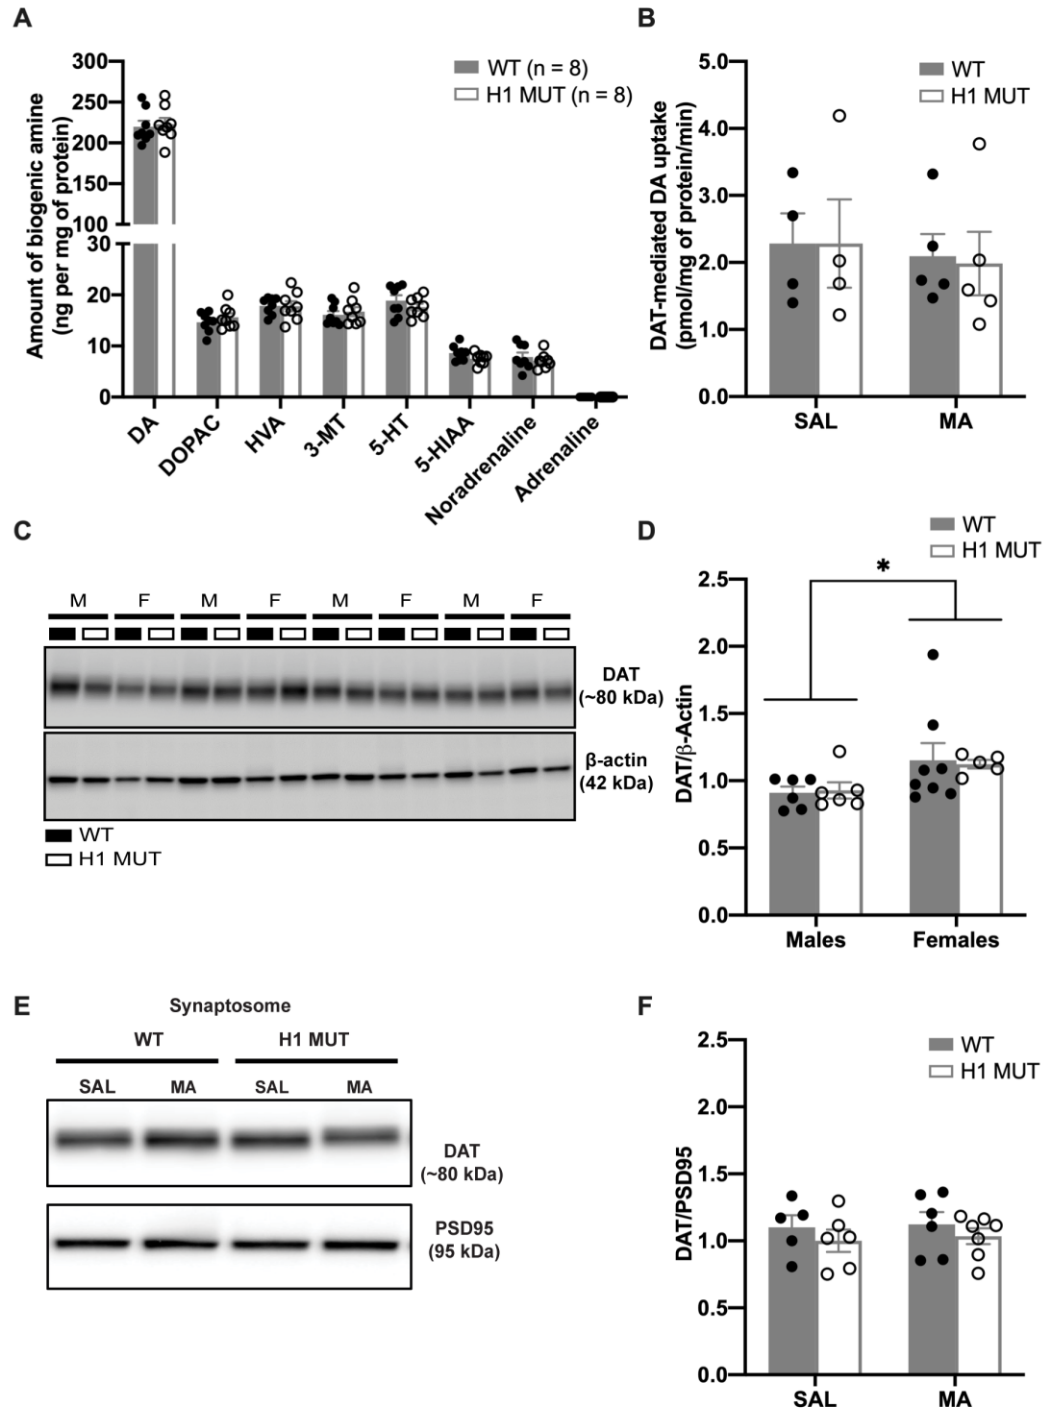 A
Amount of biogenic amine
(ng per mg of protein)
300
250
200
150
100
30
20
10
0
WT (n = 8)
H1 MUT (n = 8)
DA
DOPAC
HVA
3-MT
5-HT
5-HIAA
Noradrenaline
Adrenaline
B
DAT-mediated DA uptake
(pmol/mg of protein/min)
5.0
4.0
3.0
2.0
1.0
0.0
WT
H1 MUT
SAL MA
C
M F M F M F M F
DAT
(~80 kDa)
β-actin
(42 kDa)
WT
H1 MUT
D
WT
H1 MUT
*
DAT/β-Actin
2.5
2.0
1.5
1.0
0.5
0.0
Males Females
E
Synaptosome
WT H1 MUT
SAL MA SAL MA
DAT
(~80 kDa)
PSD95
(95 kDa)
F
DAT/PSD95
2.5
2.0
1.5
1.0
0.5
0.0
WT
H1 MUT
SAL MA